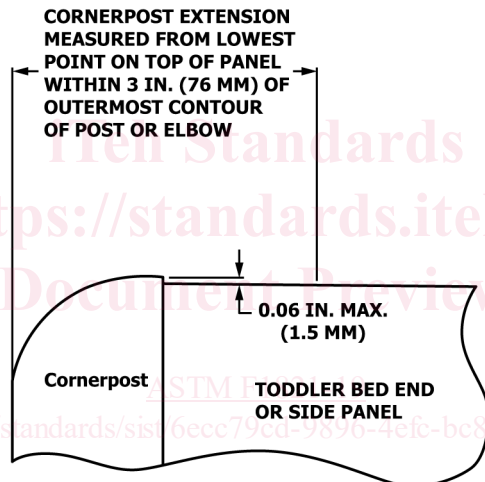 CORNERPOST EXTENSION
MEASURED FROM LOWEST
POINT ON TOP OF PANEL
WITHIN 3 IN. (76 MM) OF
OUTERMOST CONTOUR
OF POST OR ELBOW
iTeh Standards
tps://standards.iteh
Document Preview
0.06 IN. MAX.
(1.5 MM)
Cornerpost
TODDLER BED END
OR SIDE PANEL
ASTM
standards/sist/6ecc79cd-9896-4efc-bc8